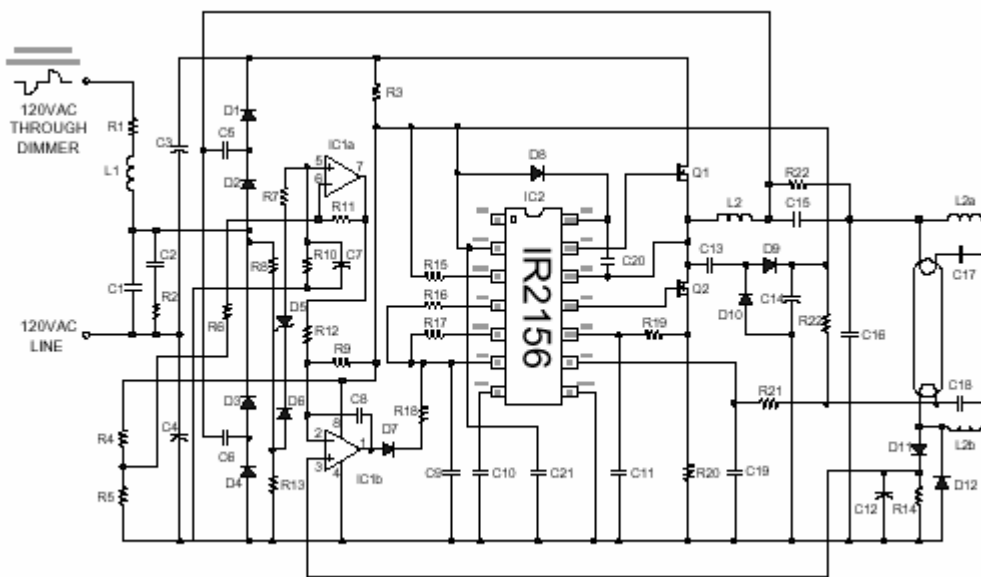 120VAC
THROUGH
DIMMER
R1
L1
C3
D1
C5
D2
R3
IC1a
5
6
7
R7
R11
D8
IC2
IR2156
Q1
R22
L2
C15
L2a
C17
C1
C2
R2
R8
R10
C7
D5
R6
R12
R9
R15
R16
R17
C20
C13
D9
Q2
D10
C14
R22
R19
C16
120VAC
LINE
D3
D6
C8
8
D7
R18
R21
C18
R4
C4
C6
D4
R5
R13
2
3
1
4
IC1b
C9
C10
C21
C11
R20
C19
D11
L2b
C12
R14
D12